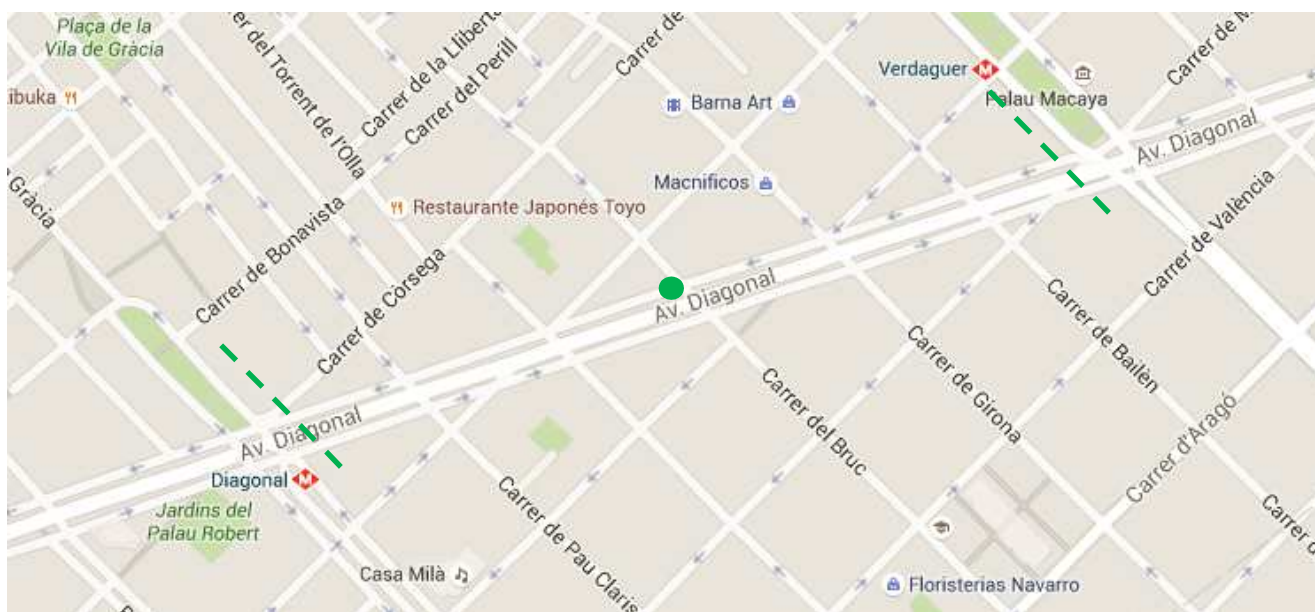 Plaça de la
Vila de Gràcia
ibuka
er del Torrent de l'Olla
Carrer de la Llibert
Carrer del Perill
Carrer de
Verdaguer
Palau Macaya
Carrer de M
Barna Art
Av. Diagonal
Macnificos
Gràcia
Restaurante Japonés Toyo
Carrer de Bonavista
Carrer de Còrsega
Carrer de València
Av. Diagonal
Carrer de Bailèn
Carrer de Girona
Carrer del Bruc
Carrer d'Aragó
Av. Diagonal
Diagonal
Jardins del
Palau Robert
Carrer de Pau Claris
Carrer d
Casa Milà
Floristerias Navarro